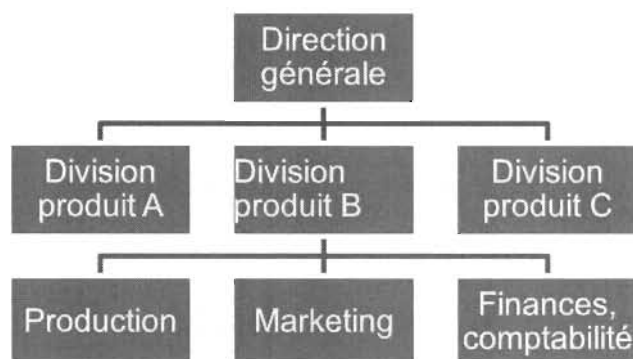 Direction
générale
Division
produit A
Division
produit B
Division
produit C
Production
Marketing
Finances,
comptabilité